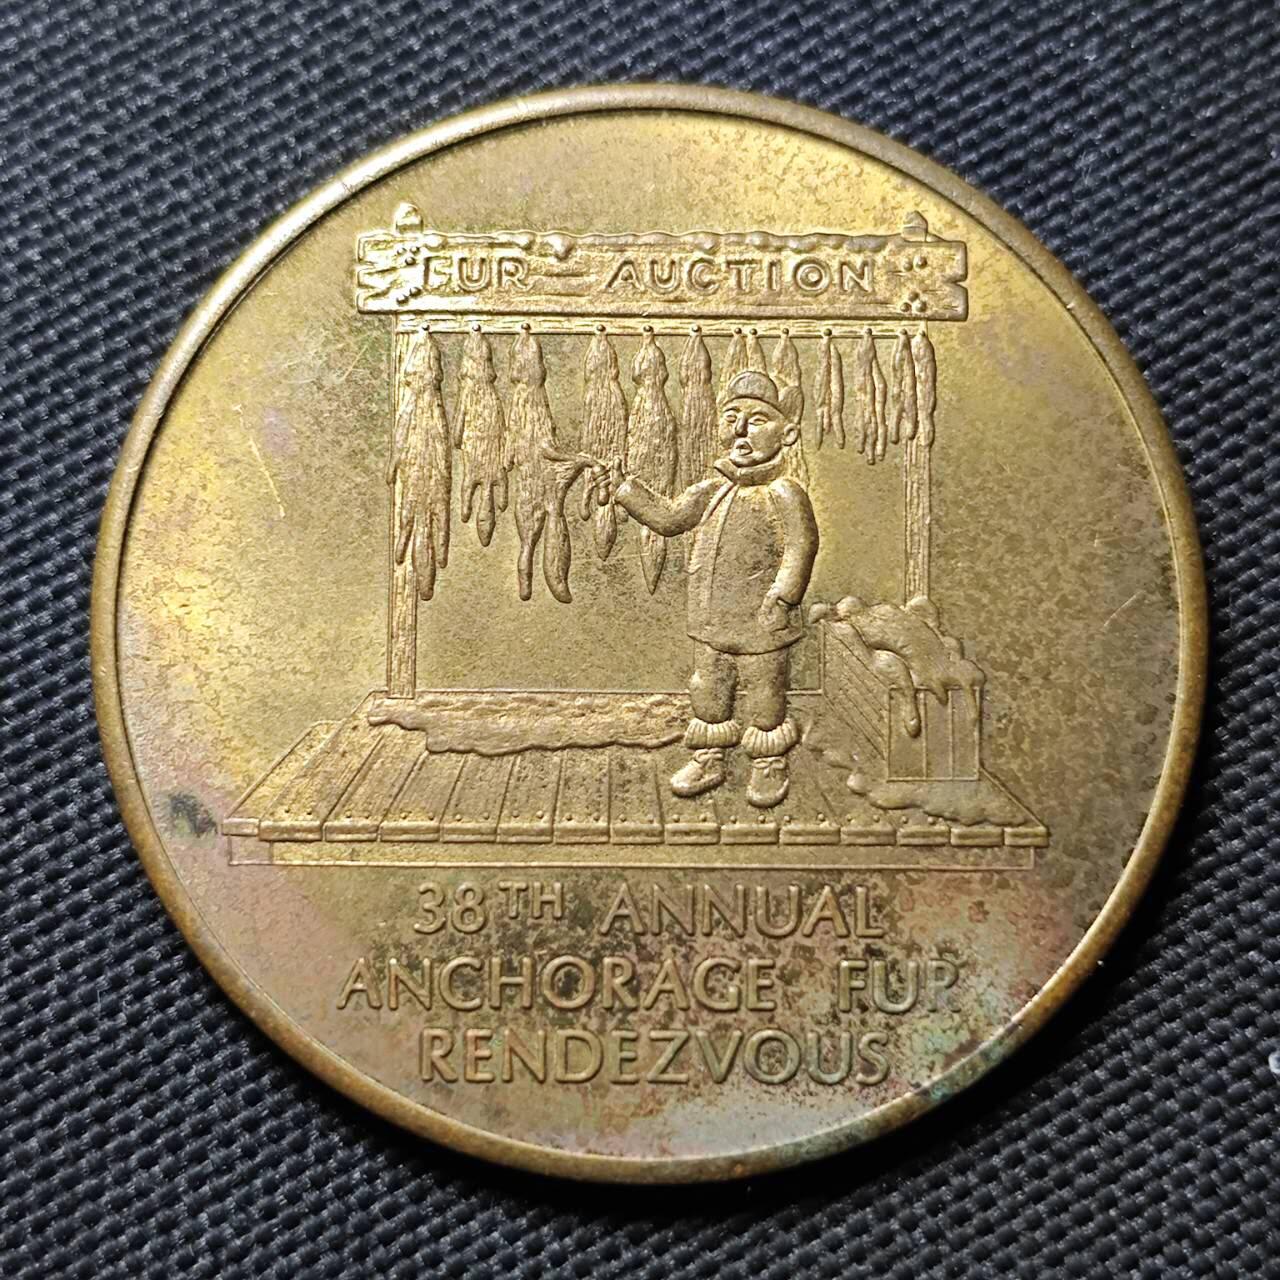 FUR AUCTION
38TH ANNUAL
ANCHORAGE FUR
RENDEZVOUS